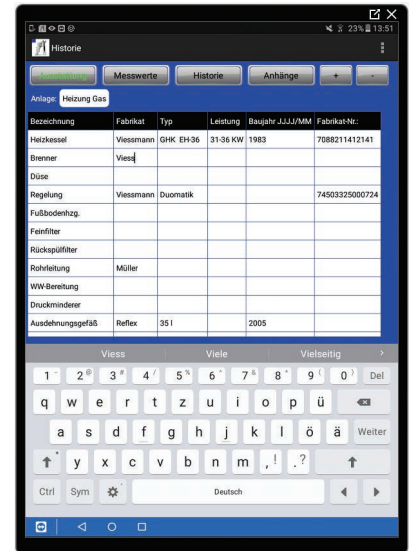 23% 13:51
Historie
Messwerte Historie Anhänge + -
Anlage: Heizung Gas
Bezeichnung Fabrikat Typ Leistung Baujahr JJJJ/MM Fabrikat-Nr.:
Heizkessel Viessmann GHK EH-36 31-36 KW 1983 7088211412141
Brenner Viess
Düse
Regelung Viessmann Duomatik 74503325000724
Fußbodenhzg.
Feinfilter
Rückspülfilter
Rohrleitung Müller
WW-Bereitung
Druckminderer
Ausdehnungsgefäß Reflex 35 l 2005
Viess Viele Vielseitig >
1 - 2 @ 3 # 4 / 5 % 6 ^ 7 & 8 * 9 ( 0 ) Del
q w e r t z u i o p ü
a s d f g h j k l ö ä Weiter
y x c v b n m , ! . ?
Ctrl Sym Deutsch